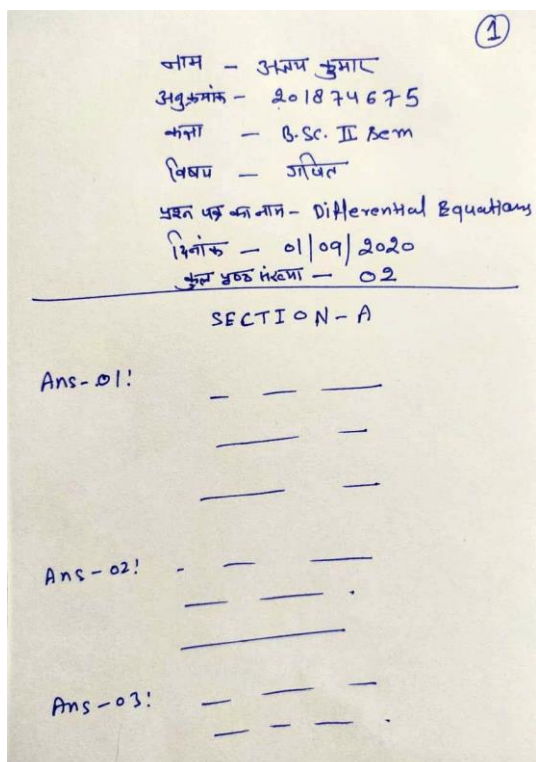 1
नाम - अजय कुमार
अनुक्रमांक - 201874675
कक्षा - B.Sc. II Sem
विषय - गणित
प्रश्न पत्र का नाम - Differential Equations
दिनांक - 01/09/2020
कुल पृष्ठ संख्या - 02
SECTION-A
Ans-01!
Ans-02!
Ans-03!